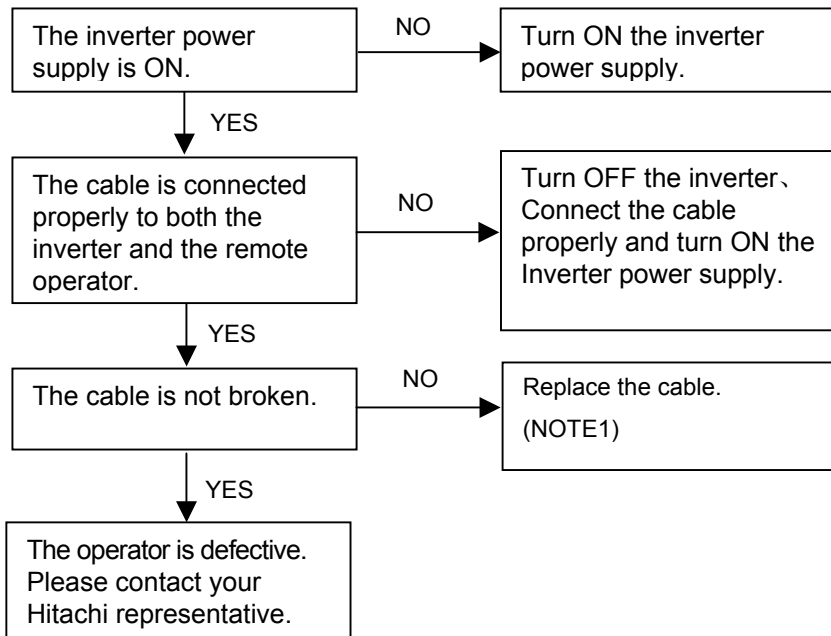 The inverter power
supply is ON.
NO
Turn ON the inverter
power supply.
YES
The cable is connected
properly to both the
inverter and the remote
operator.
NO
Turn OFF the inverter、
Connect the cable
properly and turn ON the
Inverter power supply.
YES
The cable is not broken.
NO
Replace the cable.
(NOTE1)
YES
The operator is defective.
Please contact your
Hitachi representative.